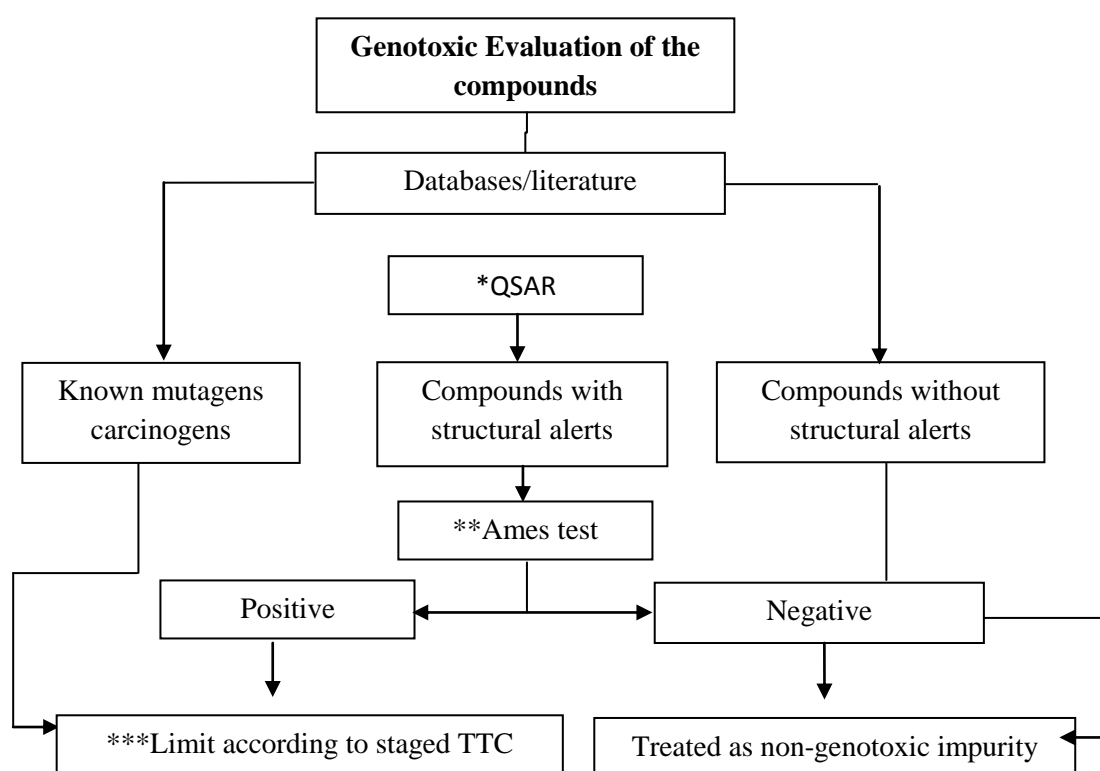 Genotoxic Evaluation of the
compounds
Databases/literature
*QSAR
Known mutagens
carcinogens
Compounds with
structural alerts
Compounds without
structural alerts
**Ames test
Positive
Negative
***Limit according to staged TTC
Treated as non-genotoxic impurity